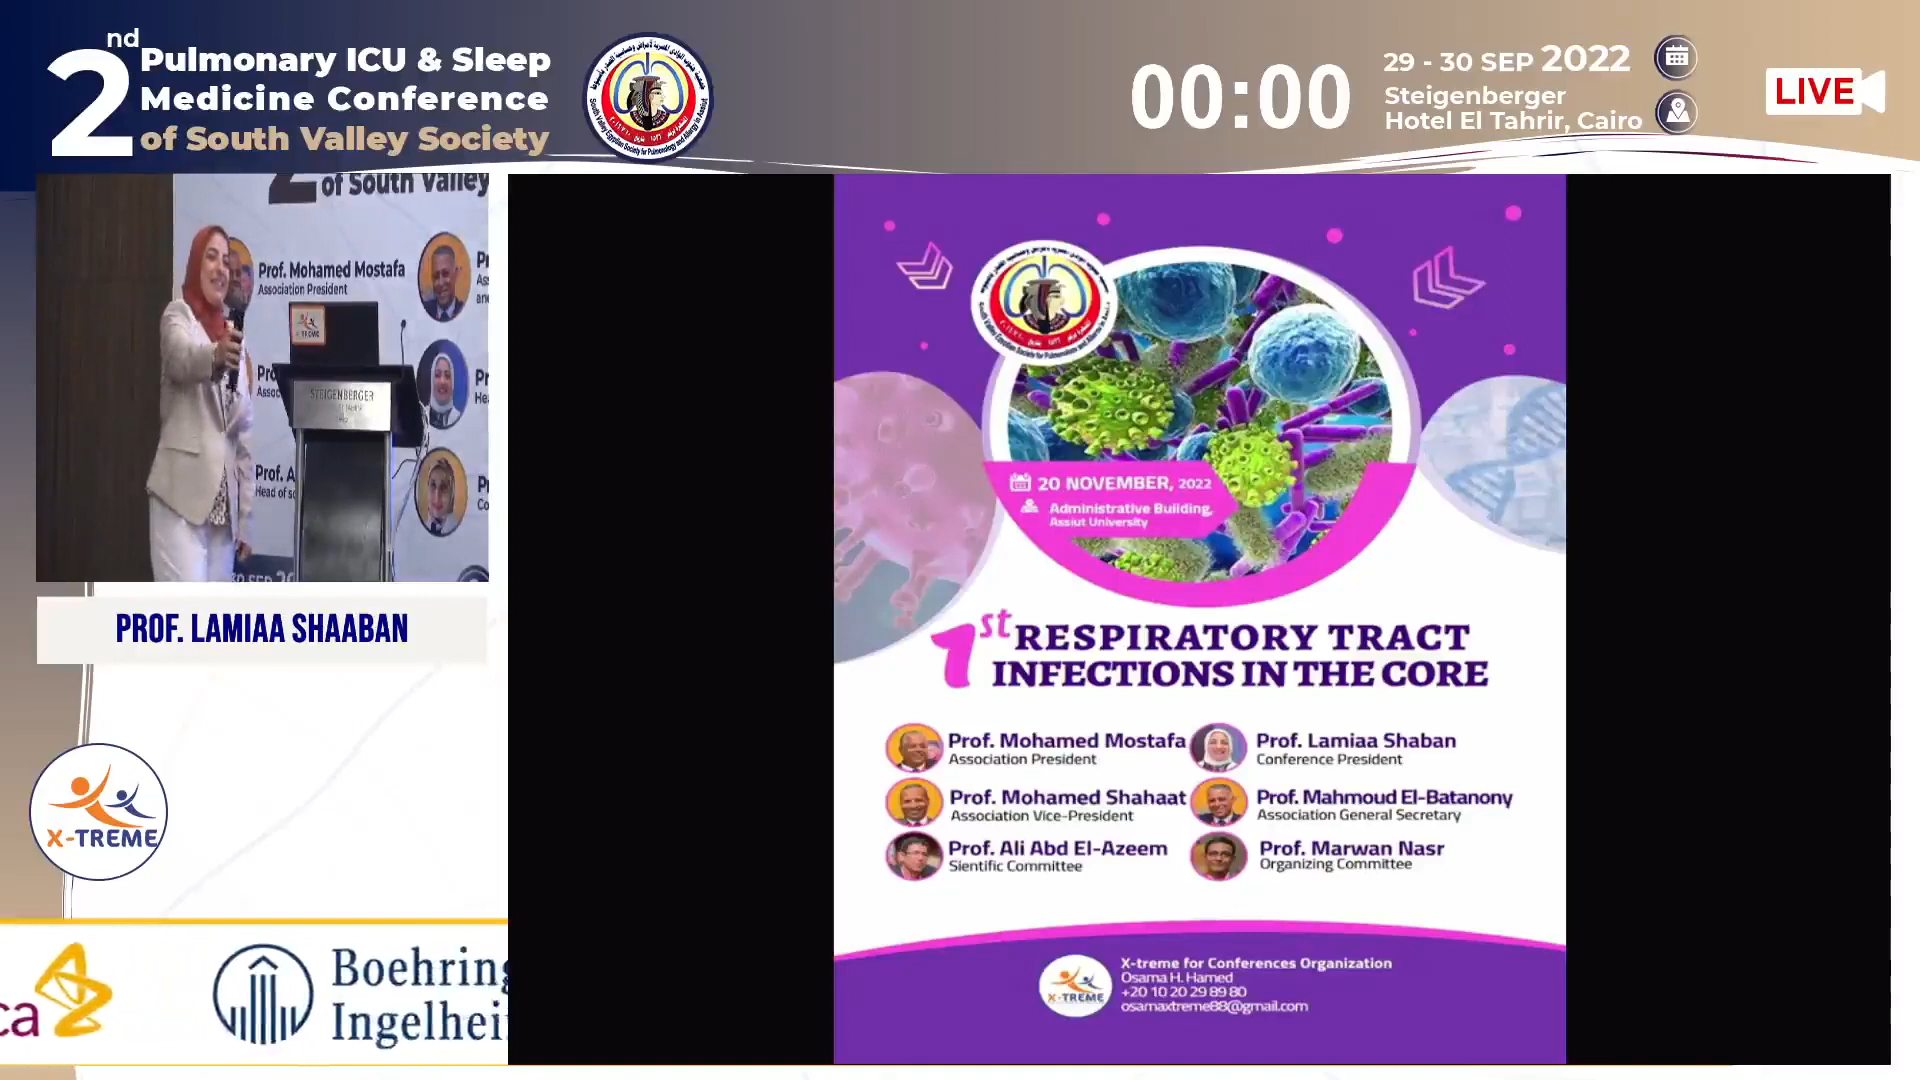 2nd
Pulmonary ICU & Sleep
Medicine Conference
of South Valley Society
00:00
29 - 30 SEP 2022
Steigenberger
Hotel El Tahrir, Cairo
LIVE
of South Valley
Prof. Mohamed Mostafa
Association President
Prof. A
X-TREME
STEIGENBERGER
PROF. LAMIAA SHAABAN
X-TREME
Boehring
Ingelhei
20 NOVEMBER, 2022
Administrative Building,
Assiut University
1st RESPIRATORY TRACT
INFECTIONS IN THE CORE
Prof. Mohamed Mostafa
Association President
Prof. Lamiaa Shaban
Conference President
Prof. Mohamed Shahaat
Association Vice-President
Prof. Mahmoud El-Batanony
Association General Secretary
Prof. Ali Abd El-Azeem
Sientific Committee
Prof. Marwan Nasr
Organizing Committee
X-TREME
X-treme for Conferences Organization
Osama H. Hamed
+20 10 20 29 89 80
osamaxtreme88@gmail.com